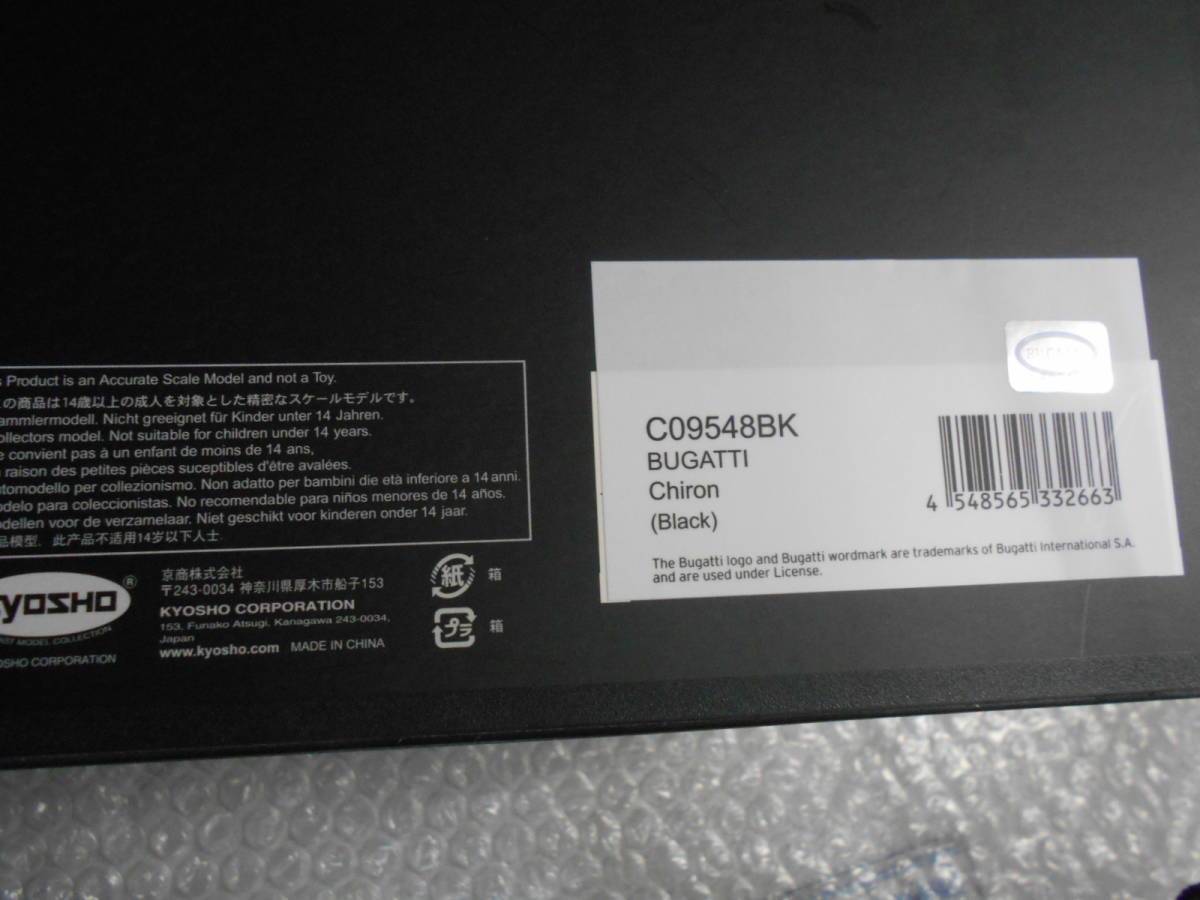 s Product is an Accurate Scale Model and not a Toy.
この商品は14歳以上の成人を対象とした精密なスケールモデルです。
ammlermodell. Nicht geeignet für Kinder unter 14 Jahren.
ollectors model. Not suitable for children under 14 years.
e convient pas à un enfant de moins de 14 ans,
raison des petites pièces suceptibles d'être avalées.
utomodello per collezionismo. Non adatto per bambini die età inferiore a 14 anni.
odelo para coleccionistas. No recomendable para niños menores de 14 años.
odellen voor de verzamelaar. Niet geschikt voor kinderen onder 14 jaar.
品模型. 此产品不适用14岁以下人士
KYOSHO ®
MODEL COLLECTION
OSHO CORPORATION
京商株式会社
〒243-0034 神奈川県厚木市船子153
KYOSHO CORPORATION
153, Funako Atsugi, Kanagawa 243-0034,
Japan
www.kyosho.com MADE IN CHINA
紙 箱
プラ 箱
BUGATTI
C09548BK
BUGATTI
Chiron
(Black)
4 548565 332663
The Bugatti logo and Bugatti wordmark are trademarks of Bugatti International S.A.
and are used under License.